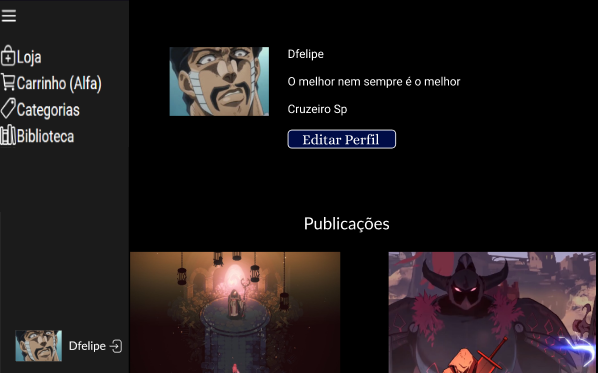 Loja
Carrinho (Alfa)
Categorias
Biblioteca
Dfelipe
Dfelipe
O melhor nem sempre é o melhor
Cruzeiro Sp
Editar Perfil
Publicações